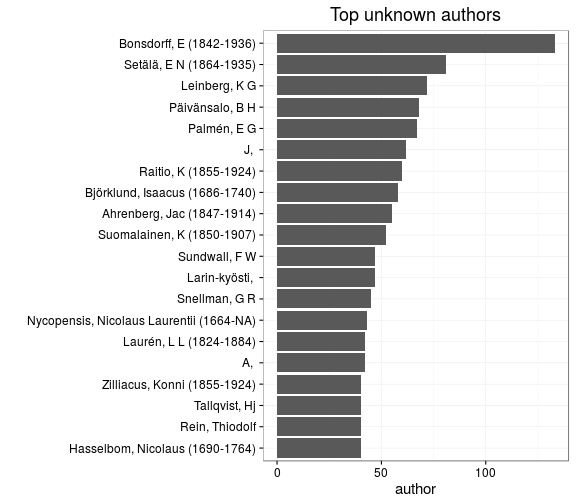 Top unknown authors
Bonsdorff, E (1842-1936)
Setälä, E N (1864-1935)
Leinberg, K G
Päivänsalo, B H
Palmén, E G
J,
Raitio, K (1855-1924)
Björklund, Isaacus (1686-1740)
Ahrenberg, Jac (1847-1914)
Suomalainen, K (1850-1907)
Sundwall, F W
Larin-kyösti,
Snellman, G R
Nycopensis, Nicolaus Laurentii (1664-NA)
Laurén, L L (1824-1884)
A,
Zilliacus, Konni (1855-1924)
Tallqvist, Hj
Rein, Thiodolf
Hasselbom, Nicolaus (1690-1764)
0 50 100
author